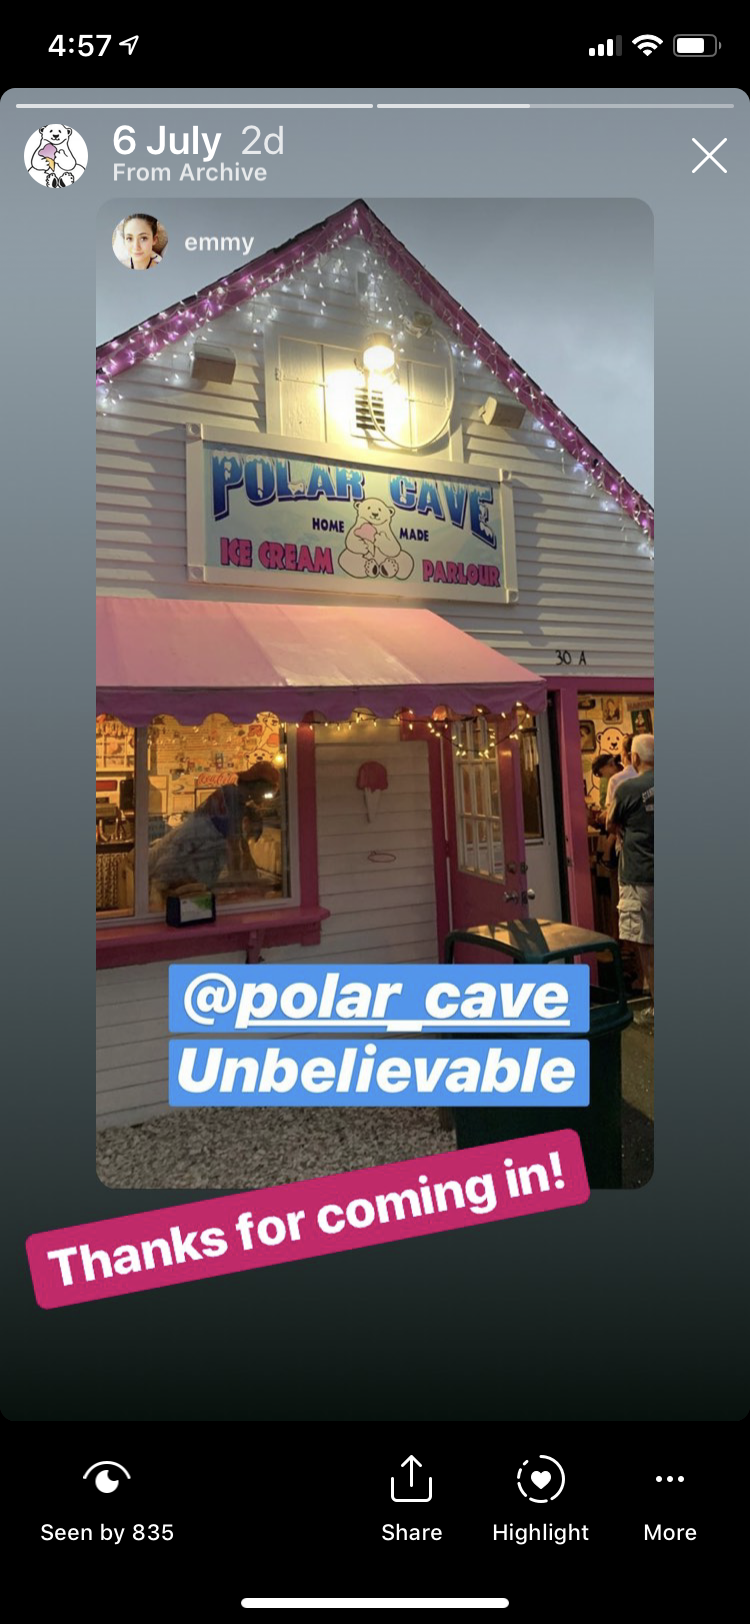 4:57
6 July 2d
From Archive
emmy
POLAR CAVE
HOME MADE
ICE CREAM PARLOUR
30 A
@polar_cave
Unbelievable
Thanks for coming in!
Seen by 835
Share
Highlight
More